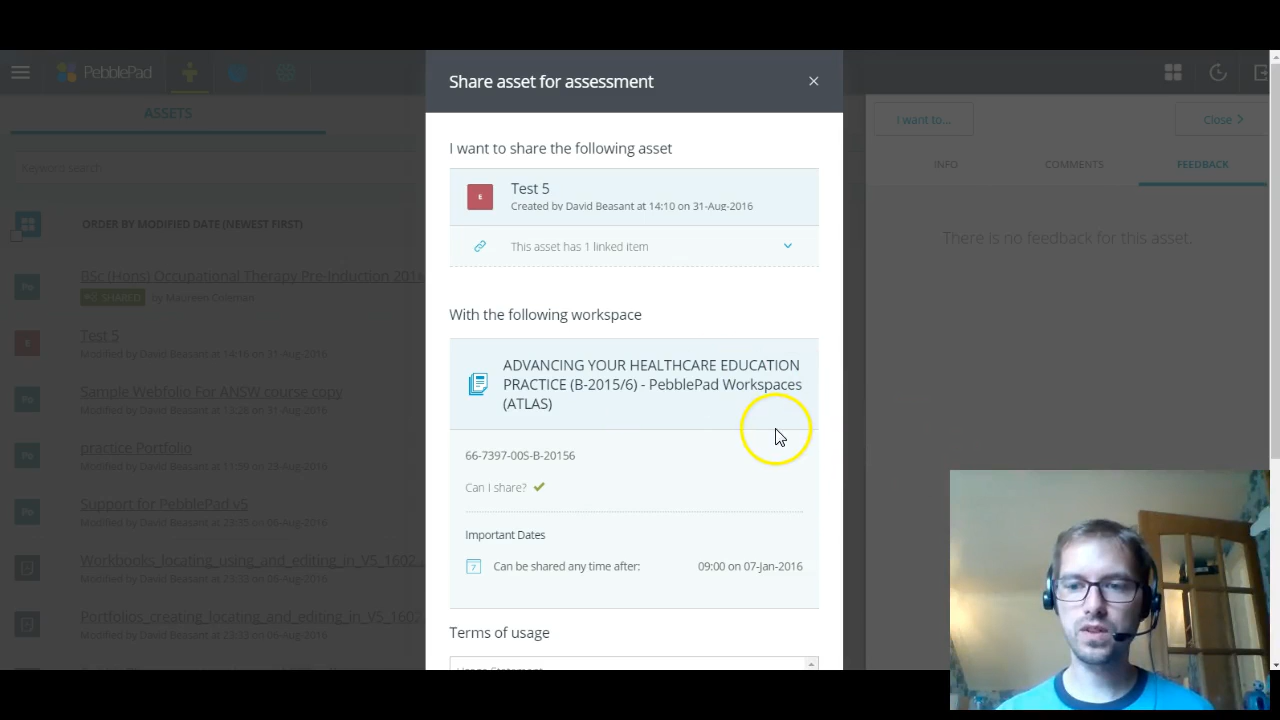 PebblePad
Share asset for assessment
ASSETS
I want to...
Close
I want to share the following asset
INFO
COMMENTS
FEEDBACK
Keyword Search
Test 5
Created by David Beasant at 14:10 on 31-Aug-2016
ORDER BY MODIFIED DATE (NEWEST FIRST)
This asset has 1 linked item
There is no feedback for this asset.
BSc (Hons) Occupational Therapy Pre-Induction 201
SHARED by Maureen Coleman
With the following workspace
Test 5
Modified by David Beasant at 14:16 on 31-Aug-2016
ADVANCING YOUR HEALTHCARE EDUCATION
PRACTICE (B-2015/6) - PebblePad Workspaces
(ATLAS)
Sample Webfolio For ANSW course copy
Modified by David Beasant at 13:26 on 31-Aug-2016
practice Portfolio
Modified by David Beasant at 11:59 on 23-Aug-2016
66-7397-00S-B-20156
Can I share?
Support for PebblePad v5
Modified by David Beasant at 23:25 on 06-Aug-2016
Important Dates
Workbooks_locating_using_and_editing_in_V5_1602
Modified by David Beasant at 23:23 on 06-Aug-2016
7 Can be shared any time after: 09:00 on 07-Jan-2016
Portfolios_creating_locating_and_editing_in_V5_1602
Modified by David Beasant at 23:22 on 06-Aug-2016
Terms of usage
Usage Statement